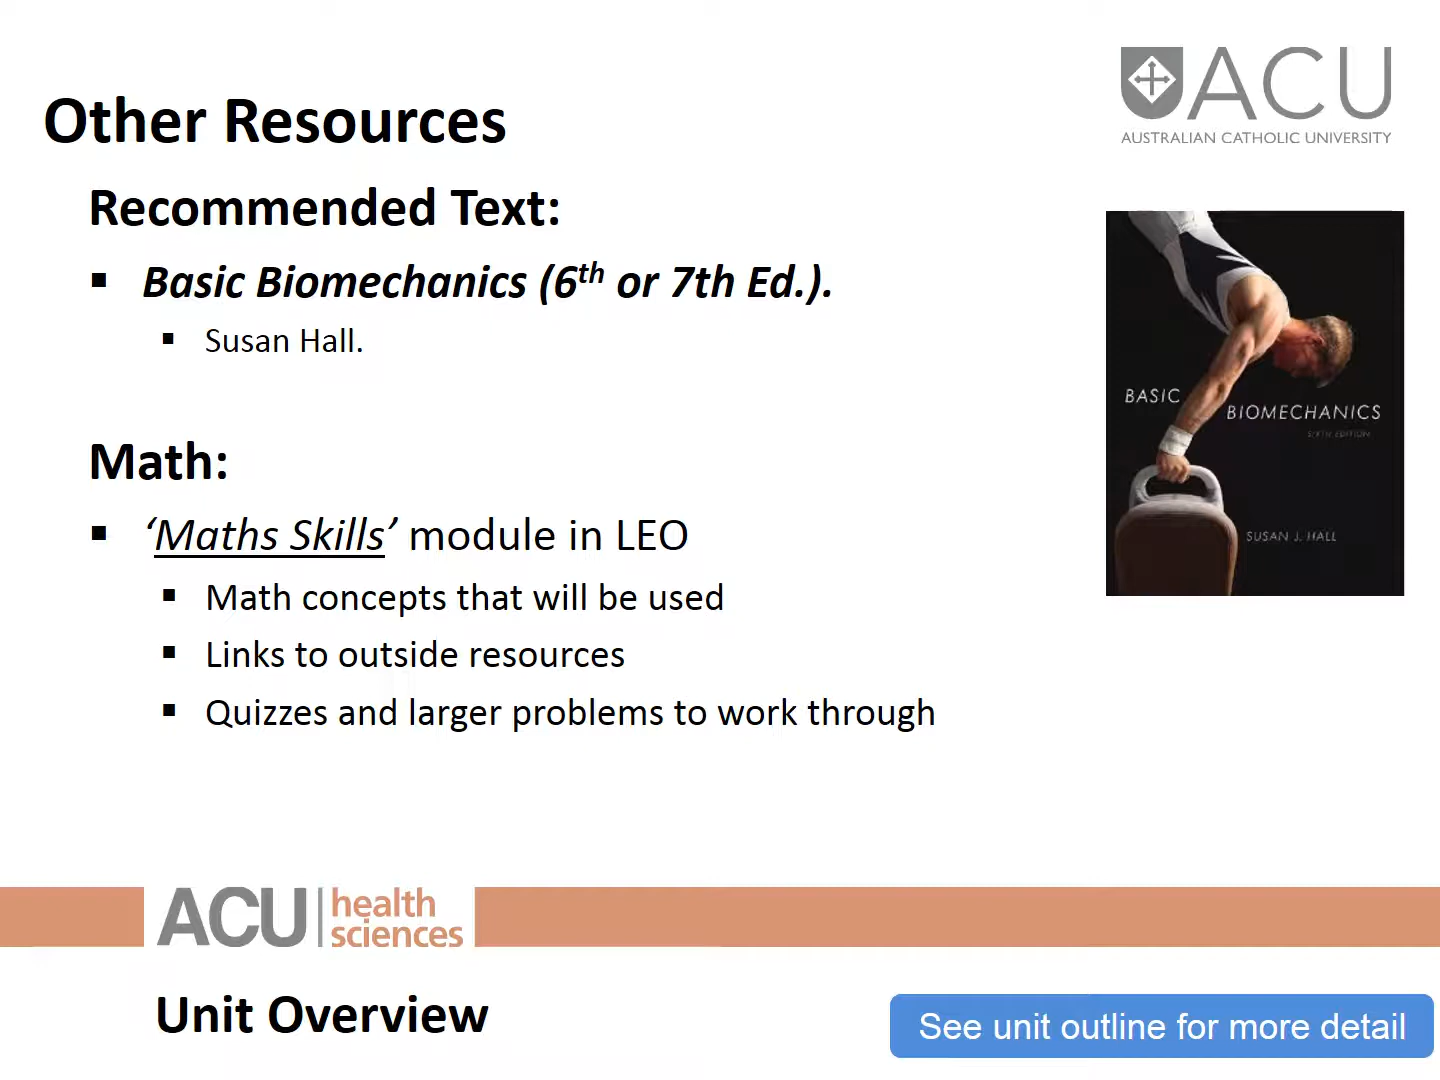 ACU
AUSTRALIAN CATHOLIC UNIVERSITY
Other Resources
Recommended Text:
▪ Basic Biomechanics (6th or 7th Ed.).
▪ Susan Hall.
BASIC
BIOMECHANICS
SIXTH EDITION
SUSAN J. HALL
Math:
▪ ‘Maths Skills’ module in LEO
▪ Math concepts that will be used
▪ Links to outside resources
▪ Quizzes and larger problems to work through
ACU health sciences
Unit Overview
See unit outline for more detail